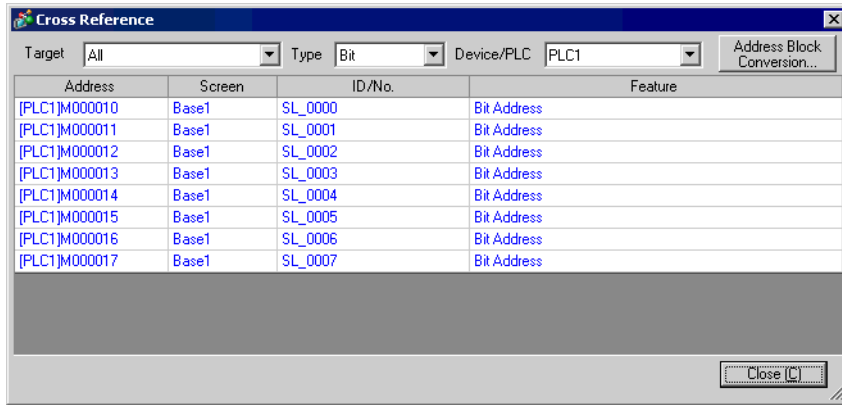 Cross Reference
Target All Type Bit Device/PLC PLC1 Address Block Conversion...
Address Screen ID/No. Feature
[PLC1]M000010 Base1 SL_0000 Bit Address
[PLC1]M000011 Base1 SL_0001 Bit Address
[PLC1]M000012 Base1 SL_0002 Bit Address
[PLC1]M000013 Base1 SL_0003 Bit Address
[PLC1]M000014 Base1 SL_0004 Bit Address
[PLC1]M000015 Base1 SL_0005 Bit Address
[PLC1]M000016 Base1 SL_0006 Bit Address
[PLC1]M000017 Base1 SL_0007 Bit Address
Close (C)